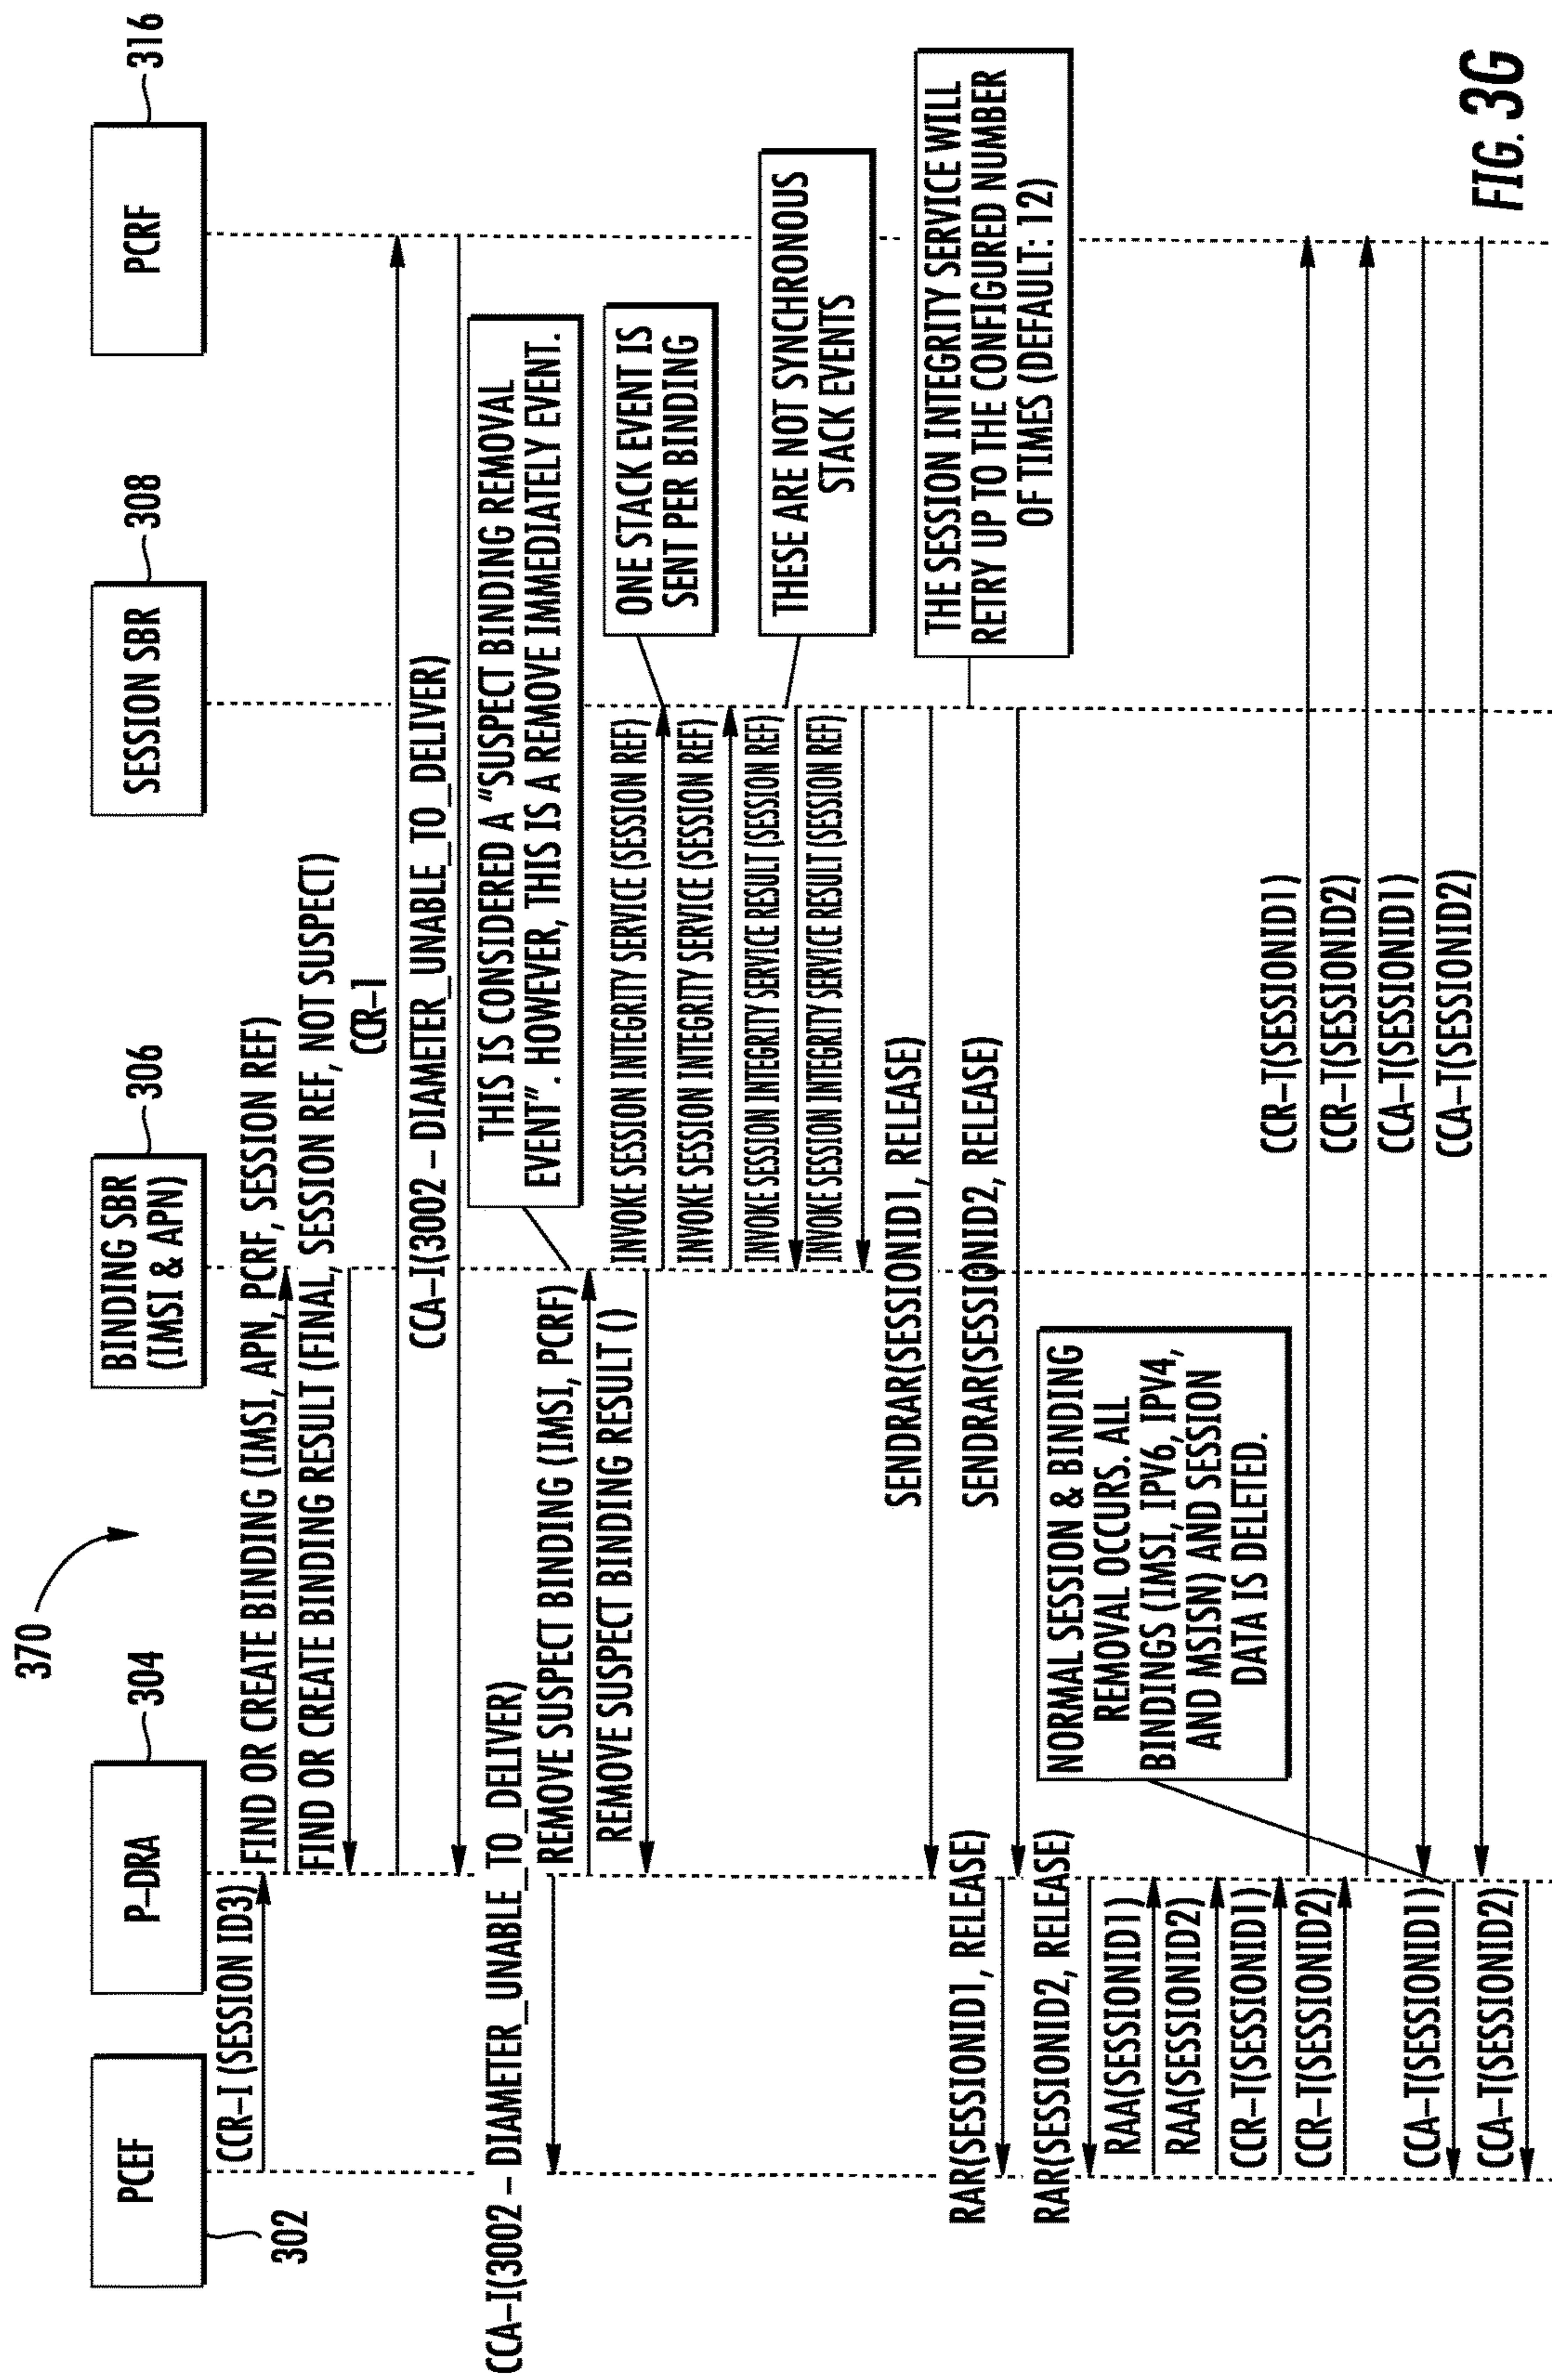 370
PCEF
302
P–DRA
304
BINDING SBR
(IMSI & APN)
306
SESSION SBR
308
PCRF
316
CCR–I (SESSION ID3)
FIND OR CREATE BINDING (IMSI, APN, PCRF, SESSION REF)
FIND OR CREATE BINDING RESULT (FINAL, SESSION REF, NOT SUSPECT)
CCR–I
CCA–I(3002 – DIAMETER_UNABLE_TO_DELIVER)
CCA–I(3002 – DIAMETER_UNABLE_TO_DELIVER)
THIS IS CONSIDERED A “SUSPECT BINDING REMOVAL
EVENT”. HOWEVER, THIS IS A REMOVE IMMEDIATELY EVENT.
REMOVE SUSPECT BINDING (IMSI, PCRF)
REMOVE SUSPECT BINDING RESULT ()
INVOKE SESSION INTEGRITY SERVICE (SESSION REF)
ONE STACK EVENT IS
SENT PER BINDING
INVOKE SESSION INTEGRITY SERVICE (SESSION REF)
INVOKE SESSION INTEGRITY SERVICE RESULT (SESSION REF)
THESE ARE NOT SYNCHRONOUS
STACK EVENTS
INVOKE SESSION INTEGRITY SERVICE RESULT (SESSION REF)
SENDRAR(SESSIONID1, RELEASE)
THE SESSION INTEGRITY SERVICE WILL
RETRY UP TO THE CONFIGURED NUMBER
OF TIMES (DEFAULT: 12)
RAR(SESSIONID1, RELEASE)
SENDRAR(SESSIONID2, RELEASE)
RAR(SESSIONID2, RELEASE)
NORMAL SESSION & BINDING
REMOVAL OCCURS. ALL
BINDINGS (IMSI, IPV6, IPV4,
AND MSISN) AND SESSION
DATA IS DELETED.
RAA(SESSIONID1)
RAA(SESSIONID2)
CCR–T(SESSIONID1)
CCR–T(SESSIONID1)
CCR–T(SESSIONID2)
CCR–T(SESSIONID2)
CCA–T(SESSIONID1)
CCA–T(SESSIONID1)
CCA–T(SESSIONID2)
CCA–T(SESSIONID2)
FIG. 3G